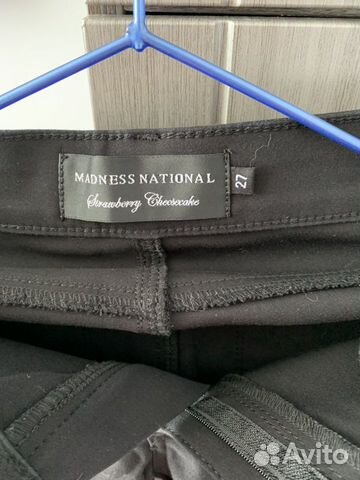 MADNESS NATIONAL
Strawberry Cheesecake
27
Avito